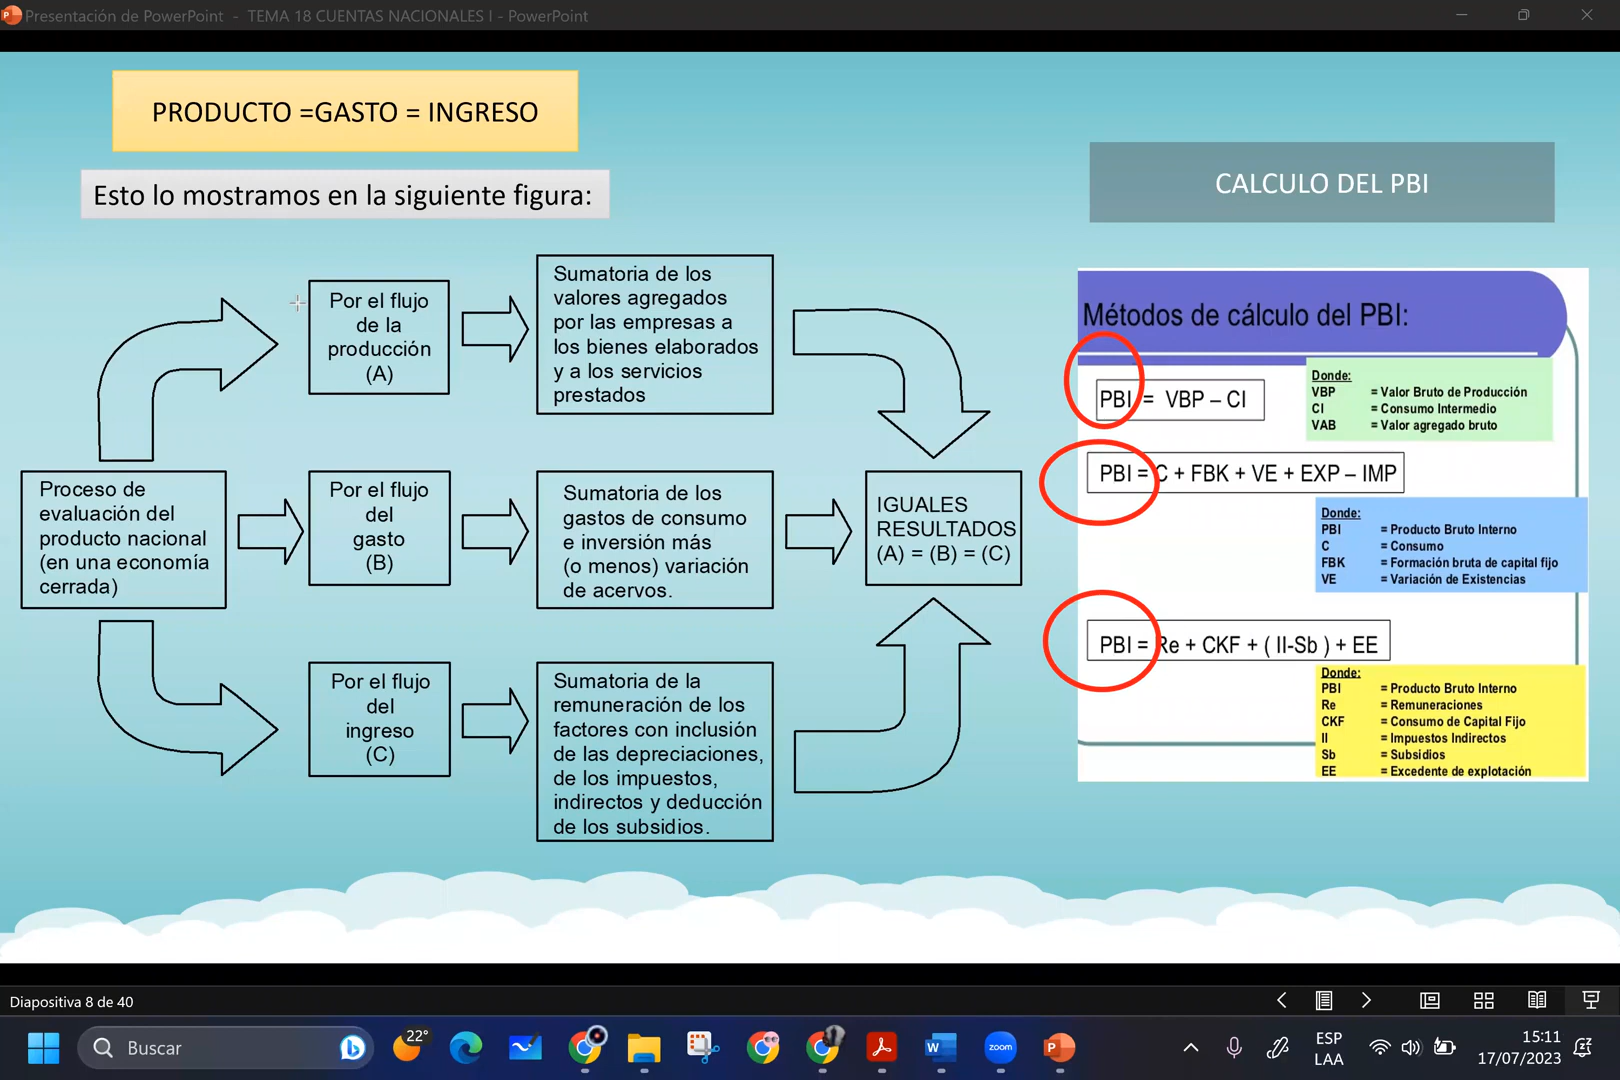 Presentación de PowerPoint - TEMA 18 CUENTAS NACIONALES I - PowerPoint
PRODUCTO =GASTO = INGRESO
Esto lo mostramos en la siguiente figura:
Por el flujo
de la
producción
(A)
Sumatoria de los
valores agregados
por las empresas a
los bienes elaborados
y a los servicios
prestados
Proceso de
evaluación del
producto nacional
(en una economía
cerrada)
Por el flujo
del
gasto
(B)
Sumatoria de los
gastos de consumo
e inversión más
(o menos) variación
de acervos.
IGUALES
RESULTADOS
(A) = (B) = (C)
Por el flujo
del
ingreso
(C)
Sumatoria de la
remuneración de los
factores con inclusión
de las depreciaciones,
de los impuestos,
indirectos y deducción
de los subsidios.
CALCULO DEL PBI
Métodos de cálculo del PBI:
PBI = VBP – CI
Donde:
VBP = Valor Bruto de Producción
CI = Consumo Intermedio
VAB = Valor agregado bruto
PBI = C + FBK + VE + EXP – IMP
Donde:
PBI = Producto Bruto Interno
C = Consumo
FBK = Formación bruta de capital fijo
VE = Variación de Existencias
PBI = Re + CKF + ( II-Sb ) + EE
Donde:
PBI = Producto Bruto Interno
Re = Remuneraciones
CKF = Consumo de Capital Fijo
II = Impuestos Indirectos
Sb = Subsidios
EE = Excedente de explotación
Diapositiva 8 de 40
Buscar
22°
zoom
ESP
LAA
15:11
17/07/2023